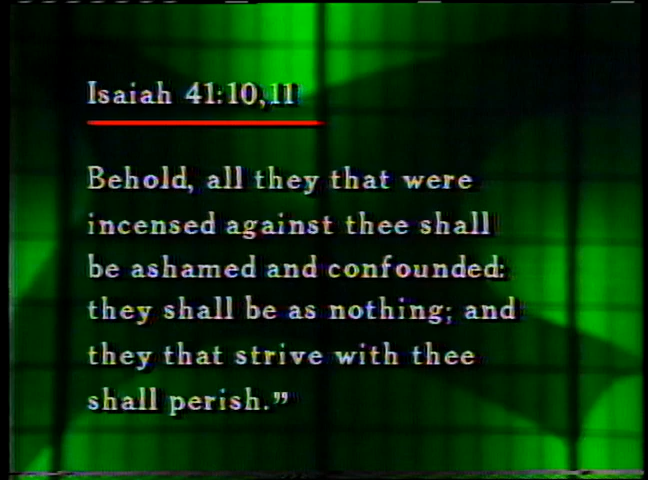 Isaiah 41:10,11
Behold, all they that were
incensed against thee shall
be ashamed and confounded:
they shall be as nothing; and
they that strive with thee
shall perish.”